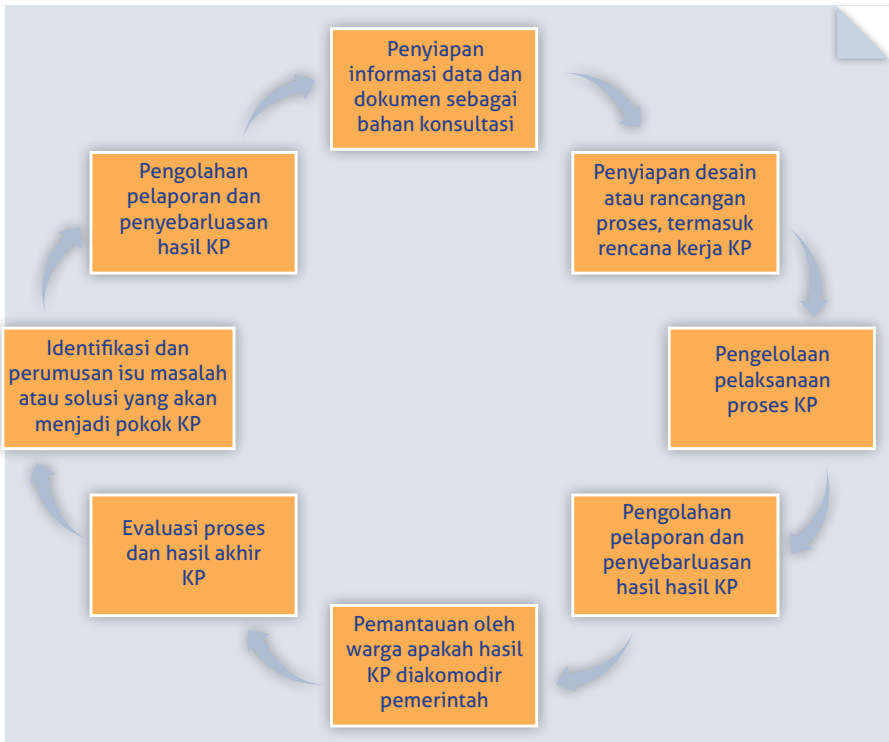 Penyiapan
informasi data dan
dokumen sebagai
bahan konsultasi
Penyiapan desain
atau rancangan
proses, termasuk
rencana kerja KP
Pengelolaan
pelaksanaan
proses KP
Pengolahan
pelaporan dan
penyebarluasan
hasil hasil KP
Pemantauan oleh
warga apakah hasil
KP diakomodir
pemerintah
Evaluasi proses
dan hasil akhir
KP
Identifikasi dan
perumusan isu masalah
atau solusi yang akan
menjadi pokok KP
Pengolahan
pelaporan dan
penyebarluasan
hasil KP